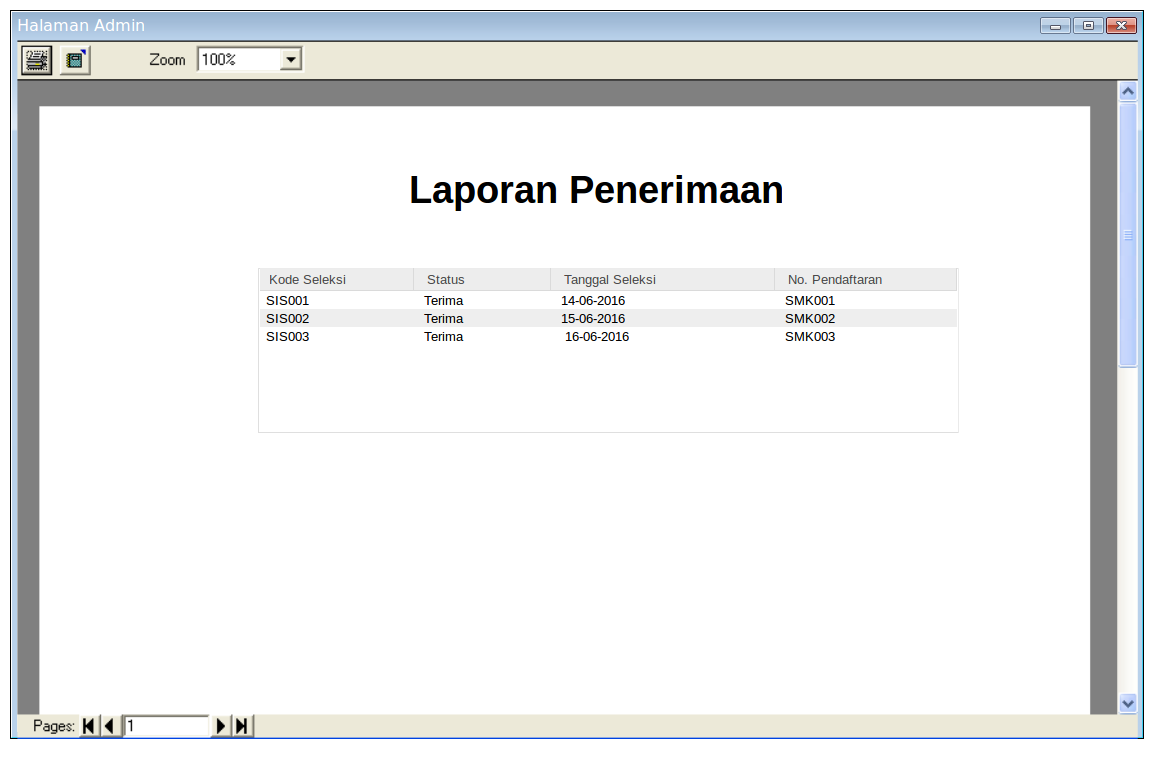 Halaman Admin
Zoom 100%
Laporan Penerimaan
Kode Seleksi Status Tanggal Seleksi No. Pendaftaran
SIS001 Terima 14-06-2016 SMK001
SIS002 Terima 15-06-2016 SMK002
SIS003 Terima 16-06-2016 SMK003
Pages: 1